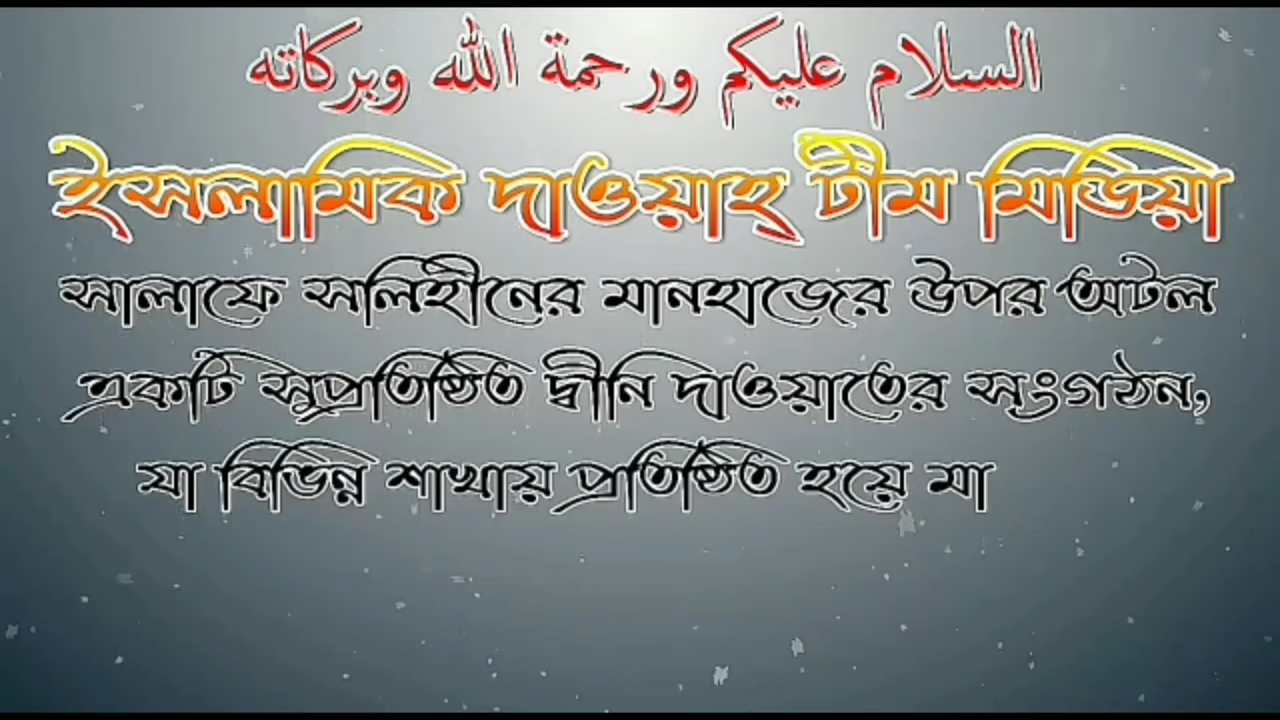 السلام عليكم ورحمة الله وبركاته
ইসলামিক দাওয়াহ্ টীম মিডিয়া
সালাফে সলিহীনের মানহাজের উপর অটল
একটি সুপ্রতিষ্ঠিত দ্বীনি দাওয়াতের সংগঠন,
যা বিভিন্ন শাখায় প্রতিষ্ঠিত হয়ে মা